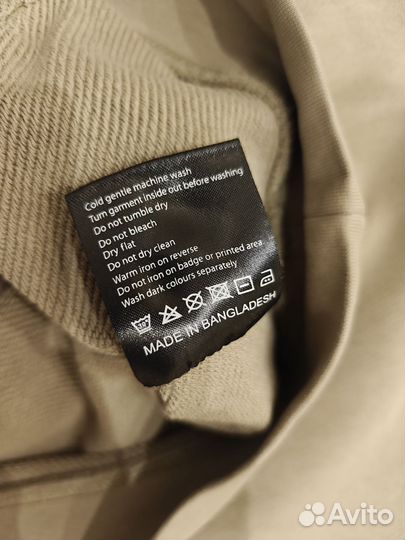 Cold gentle machine wash
Turn garment inside out before washing
Do not tumble dry
Do not bleach
Dry flat
Do not dry clean
Warm iron on reverse
Do not iron on badge or printed area
Wash dark colours separately
30°
MADE IN BANGLADESH
Avito